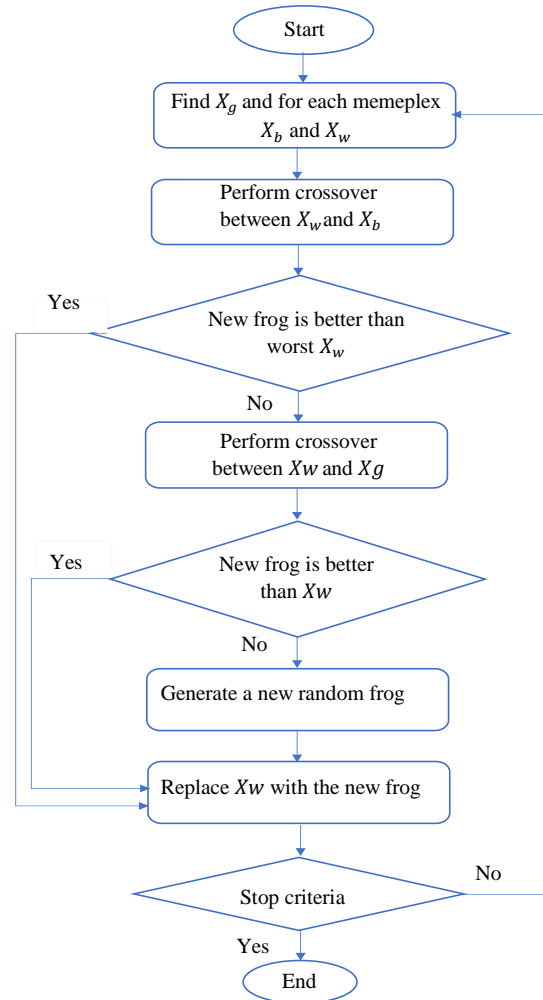 Start
Find X_g and for each memeplex
X_b and X_w
Perform crossover
between X_w and X_b
Yes
New frog is better than
worst X_w
No
Perform crossover
between Xw and Xg
Yes
New frog is better
than Xw
No
Generate a new random frog
Replace Xw with the new frog
Stop criteria
No
Yes
End